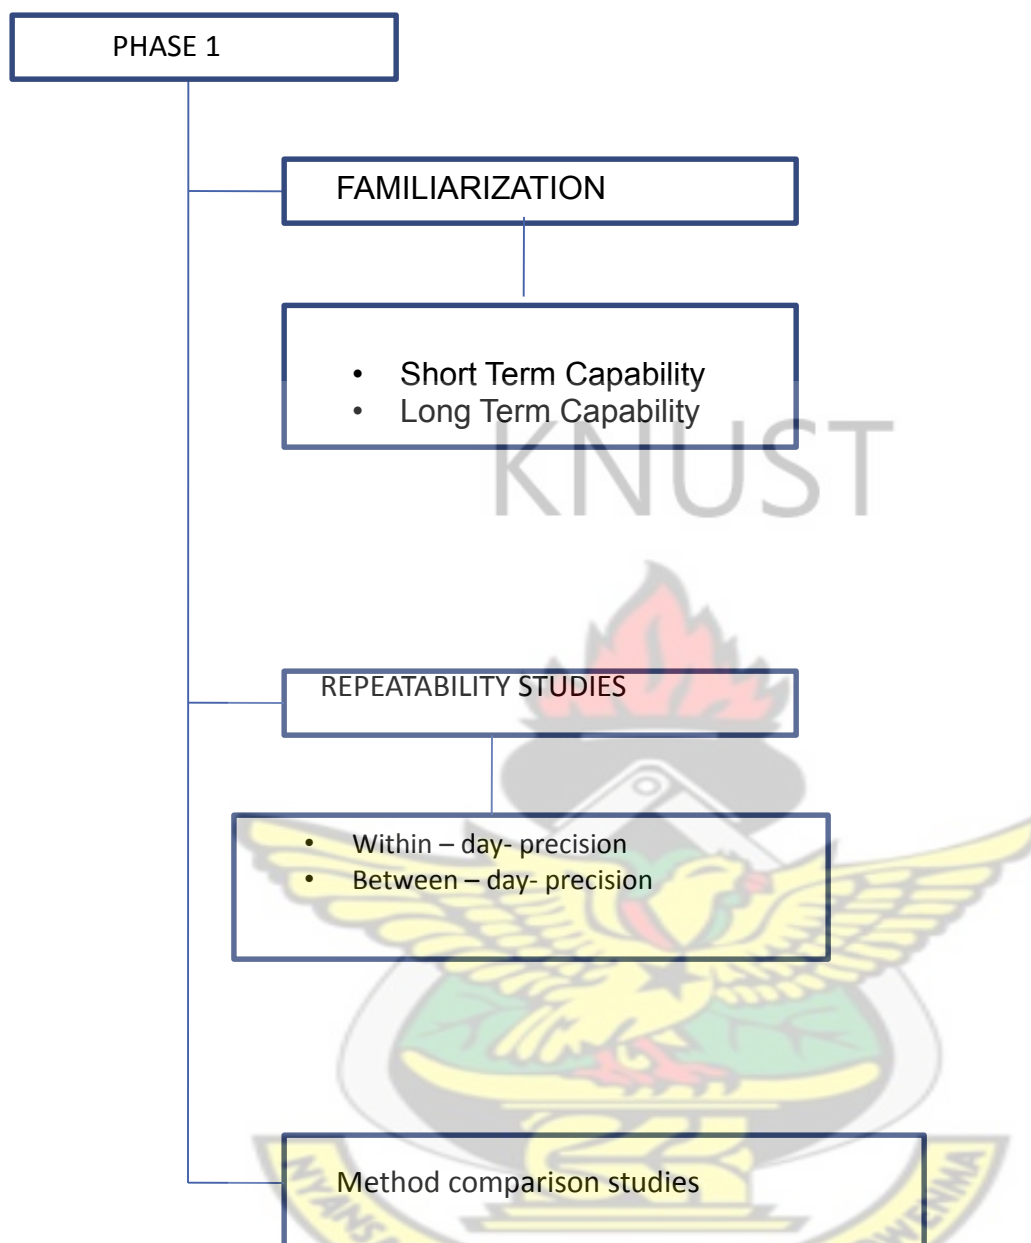 PHASE 1
FAMILIARIZATION
• Short Term Capability
• Long Term Capability
KNUST
REPEATABILITY STUDIES
• Within – day- precision
• Between – day- precision
Method comparison studies